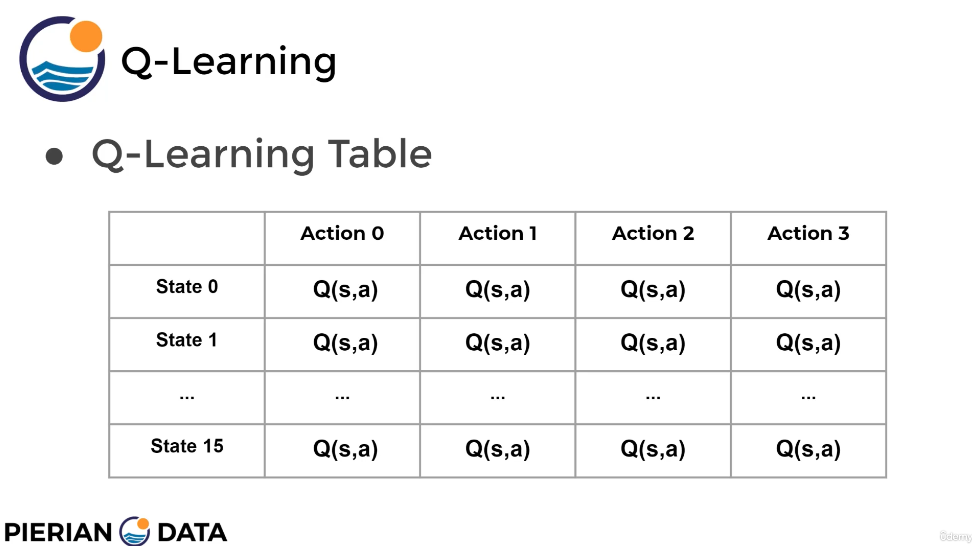 Q-Learning
● Q-Learning Table
Action 0 Action 1 Action 2 Action 3
State 0 Q(s,a) Q(s,a) Q(s,a) Q(s,a)
State 1 Q(s,a) Q(s,a) Q(s,a) Q(s,a)
... ... ... ... ...
State 15 Q(s,a) Q(s,a) Q(s,a) Q(s,a)
PIERIAN DATA
ûdemy